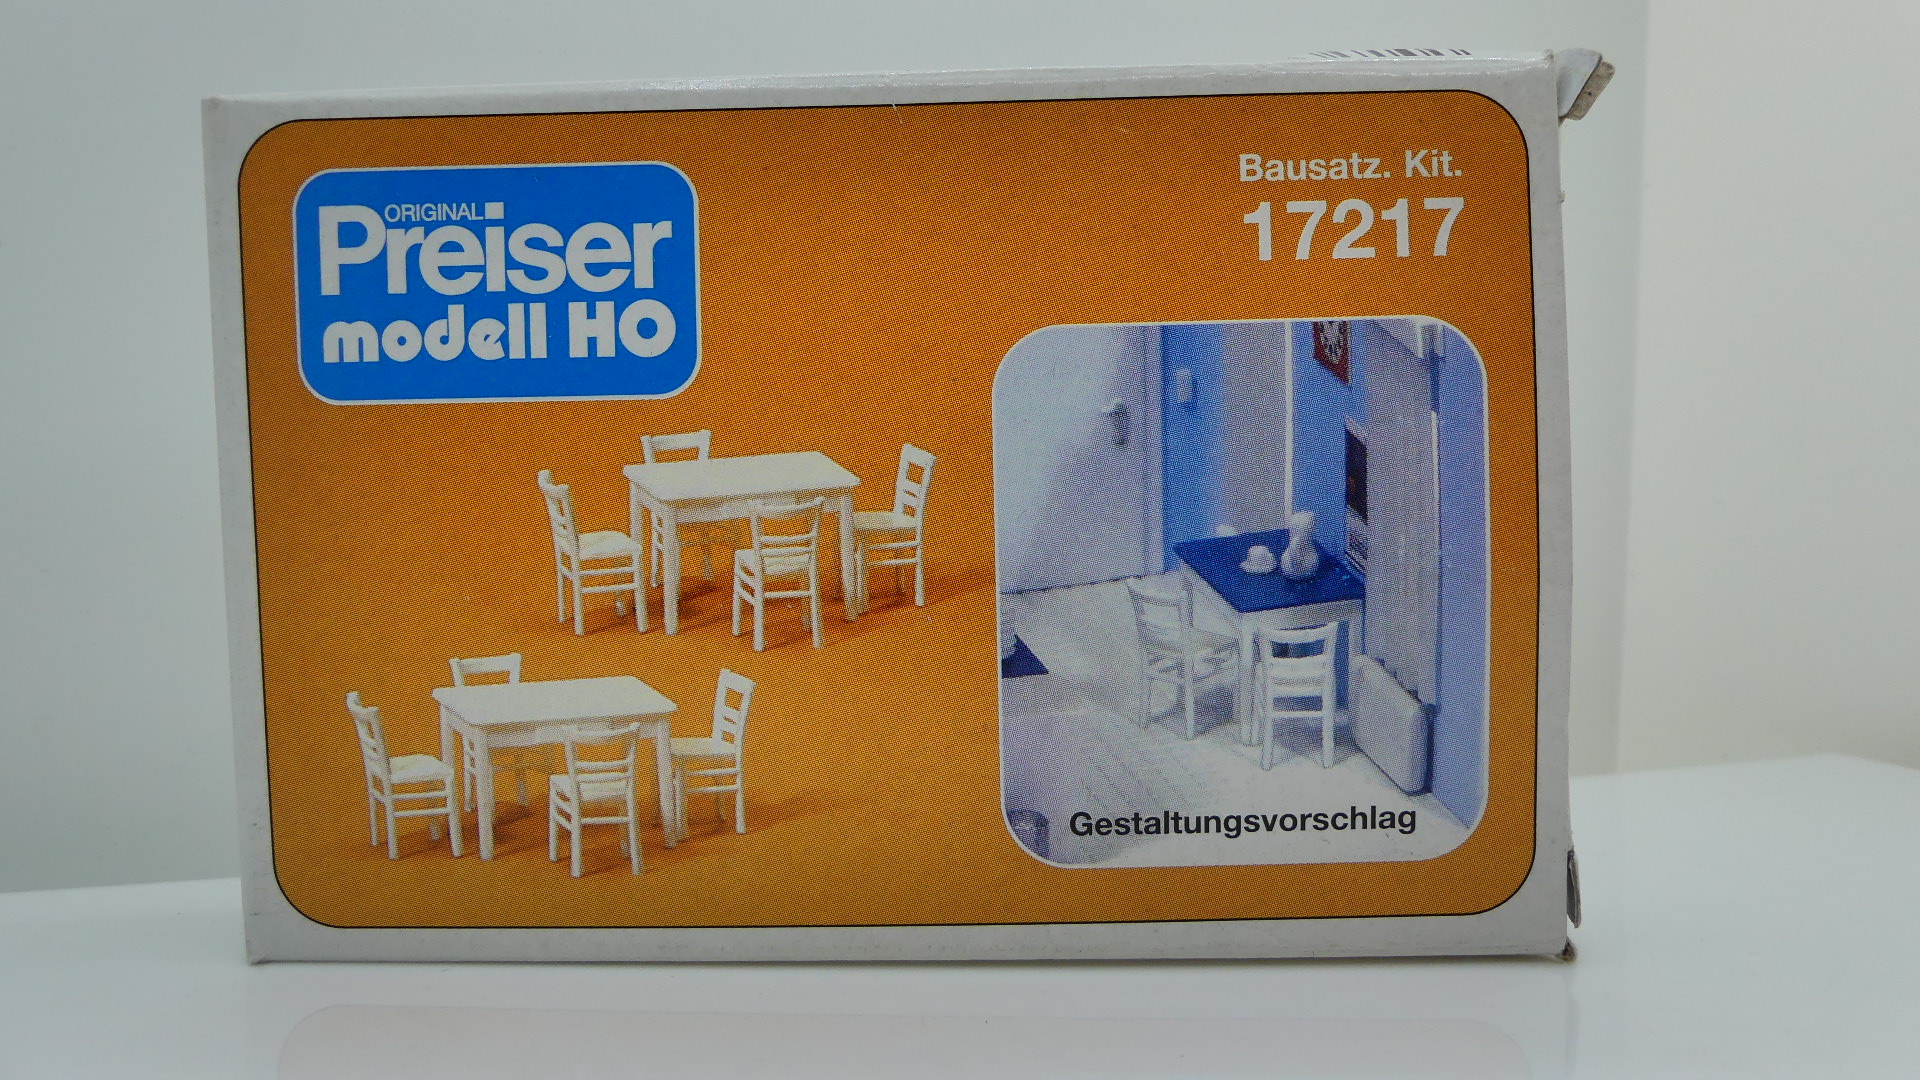 ORIGINAL
Preiser
modell HO
Bausatz. Kit.
17217
Gestaltungsvorschlag